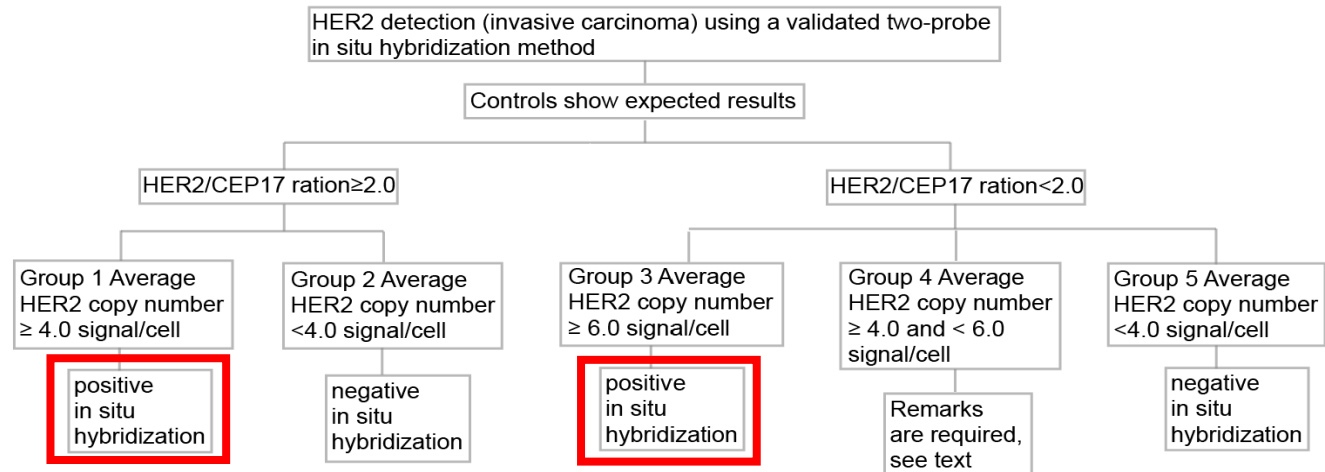 HER2 detection (invasive carcinoma) using a validated two-probe
in situ hybridization method
Controls show expected results
HER2/CEP17 ration≥2.0
HER2/CEP17 ration<2.0
Group 1 Average
HER2 copy number
≥ 4.0 signal/cell
Group 2 Average
HER2 copy number
<4.0 signal/cell
Group 3 Average
HER2 copy number
≥ 6.0 signal/cell
Group 4 Average
HER2 copy number
≥ 4.0 and < 6.0
signal/cell
Group 5 Average
HER2 copy number
<4.0 signal/cell
positive
in situ
hybridization
negative
in situ
hybridization
positive
in situ
hybridization
Remarks
are required,
see text
negative
in situ
hybridization